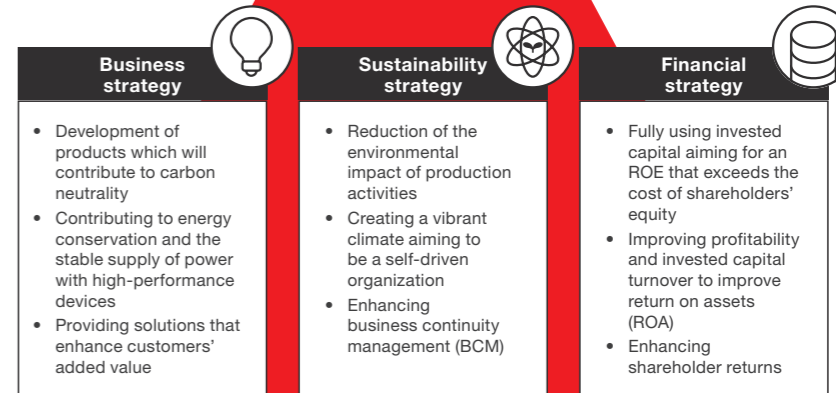 Business
strategy
• Development of
products which will
contribute to carbon
neutrality
• Contributing to energy
conservation and the
stable supply of power
with high-performance
devices
• Providing solutions that
enhance customers’
added value
Sustainability
strategy
• Reduction of the
environmental
impact of production
activities
• Creating a vibrant
climate aiming to
be a self-driven
organization
• Enhancing
business continuity
management (BCM)
Financial
strategy
• Fully using invested
capital aiming for an
ROE that exceeds the
cost of shareholders’
equity
• Improving profitability
and invested capital
turnover to improve
return on assets
(ROA)
• Enhancing
shareholder returns